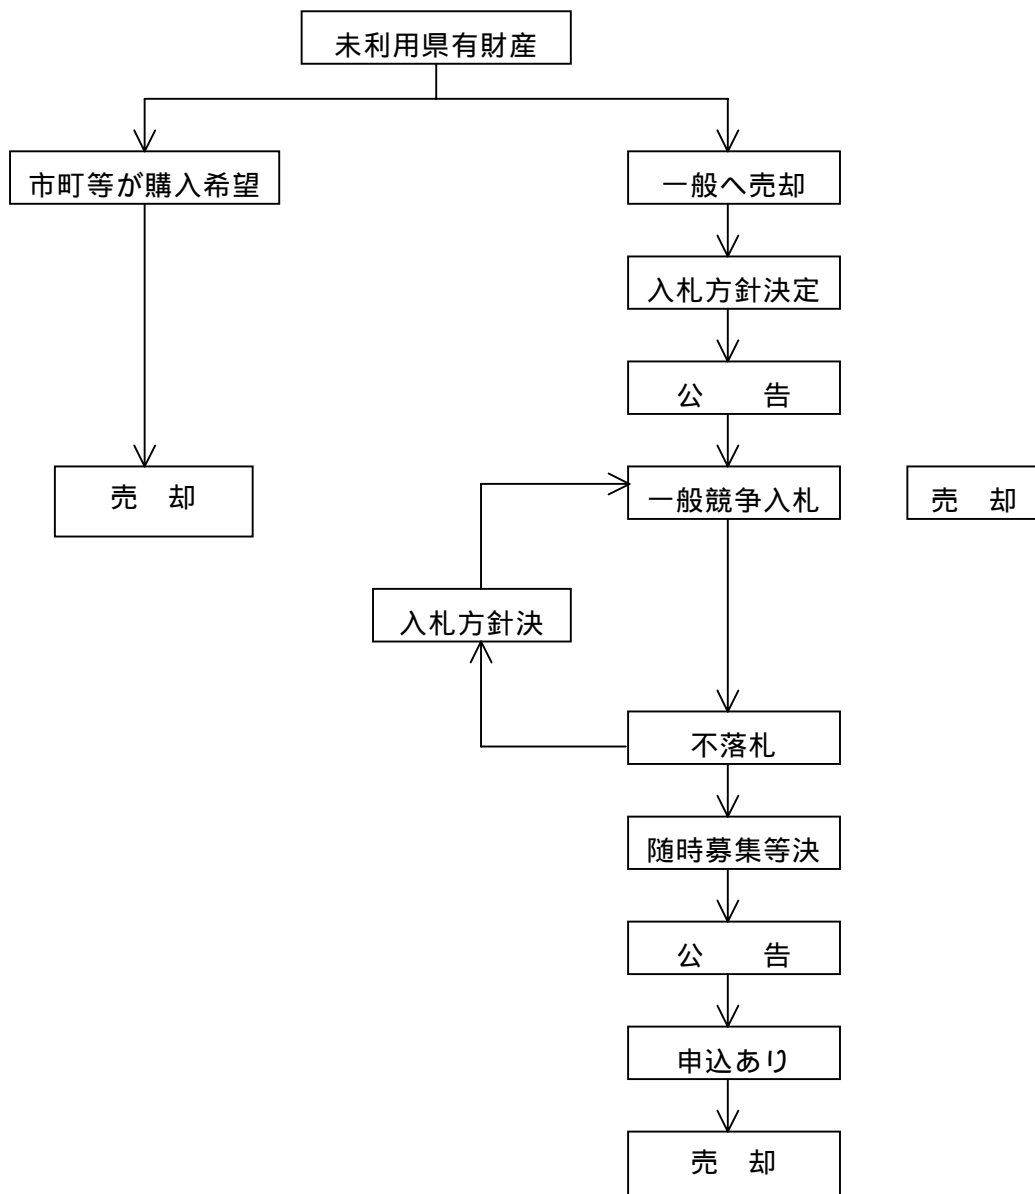 未利用県有財産
市町等が購入希望
一般へ売却
入札方針決定
公　　告
売　却
一般競争入札
売　却
入札方針決
不落札
随時募集等決
公　　告
申込あり
売　却